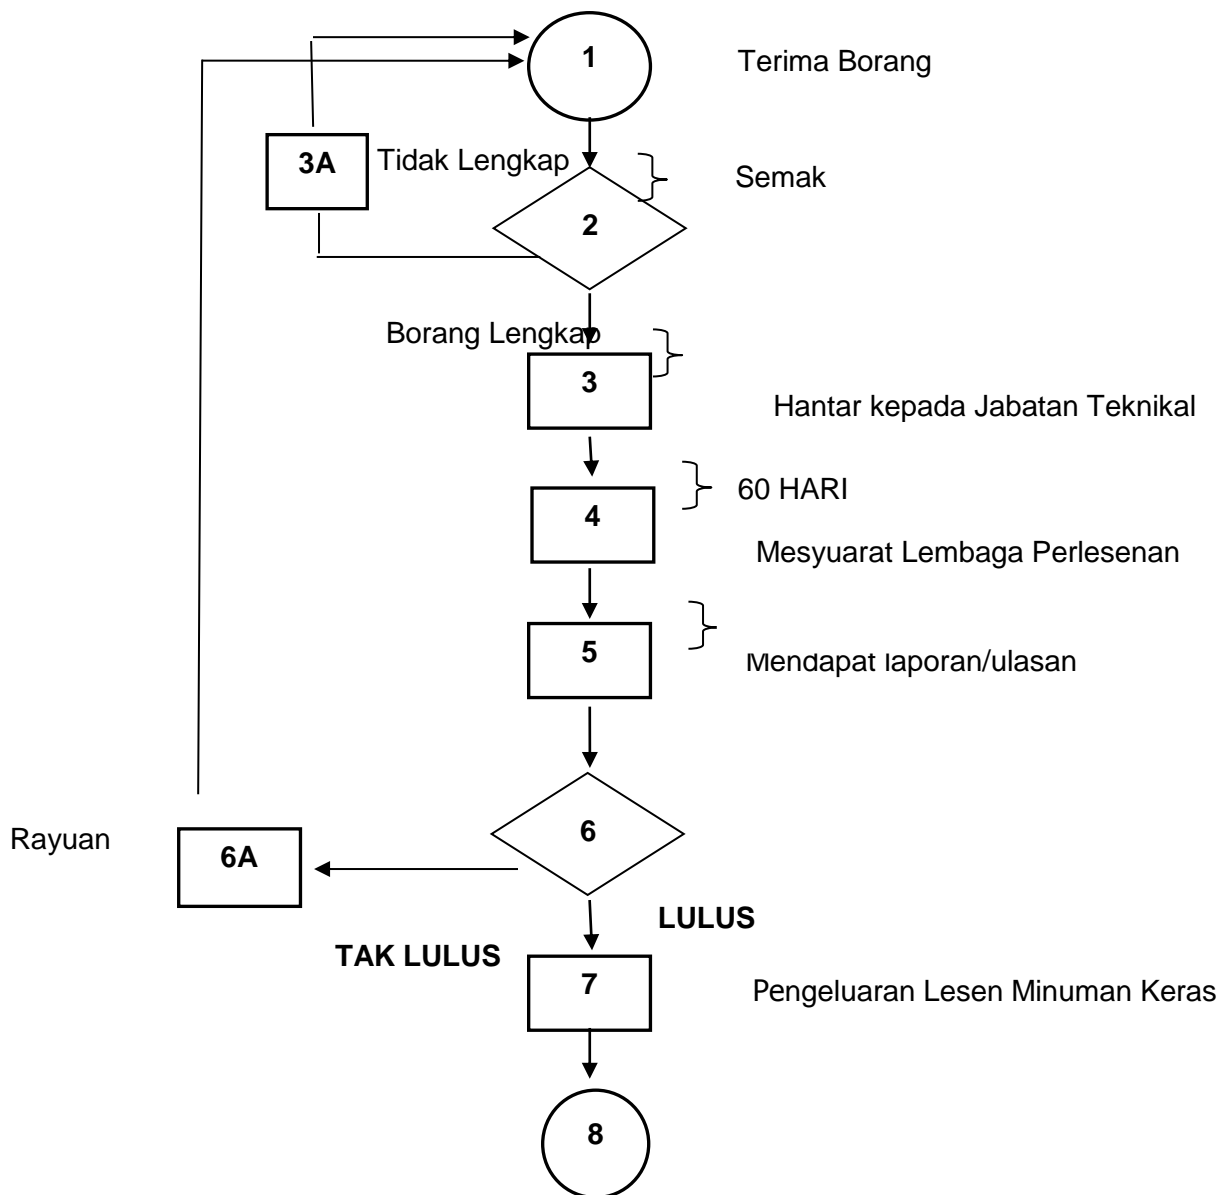 1
Terima Borang
3A
Tidak Lengkap
Semak
2
Borang Lengkap
3
Hantar kepada Jabatan Teknikal
60 HARI
4
Mesyuarat Lembaga Perlesenan
5
Mendapat laporan/ulasan
6
Rayuan
6A
LULUS
TAK LULUS
7
Pengeluaran Lesen Minuman Keras
8